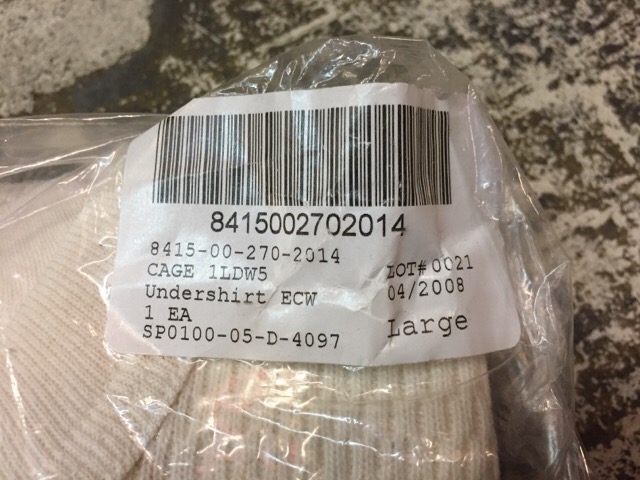 8415002702014
8415-00-270-2014
CAGE 1LDW5
LOT# 0021
Undershirt ECW
04/2008
1 EA
Large
SP0100-05-D-4097